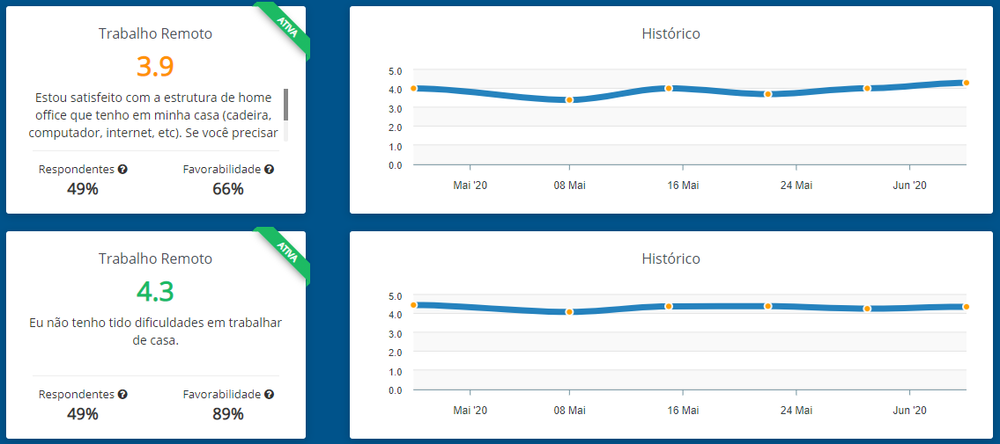 Trabalho Remoto
ATIVA
3.9
Estou satisfeito com a estrutura de home
office que tenho em minha casa (cadeira,
computador, internet, etc). Se você precisar
Respondentes ?
Favorabilidade ?
49%
66%
Histórico
5.0
4.0
3.0
2.0
1.0
0.0
Mai '20
08 Mai
16 Mai
24 Mai
Jun '20
Trabalho Remoto
ATIVA
4.3
Eu não tenho tido dificuldades em trabalhar
de casa.
Respondentes ?
Favorabilidade ?
49%
89%
Histórico
5.0
4.0
3.0
2.0
1.0
0.0
Mai '20
08 Mai
16 Mai
24 Mai
Jun '20